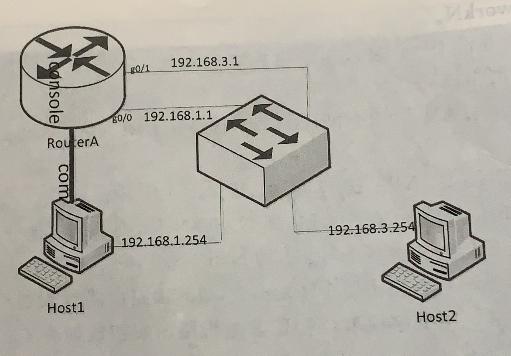 192.168.3.1
g0/1
console
192.168.1.1
g0/0
RouterA
com
192.168.1.254
192.168.3.254
Host1
Host2